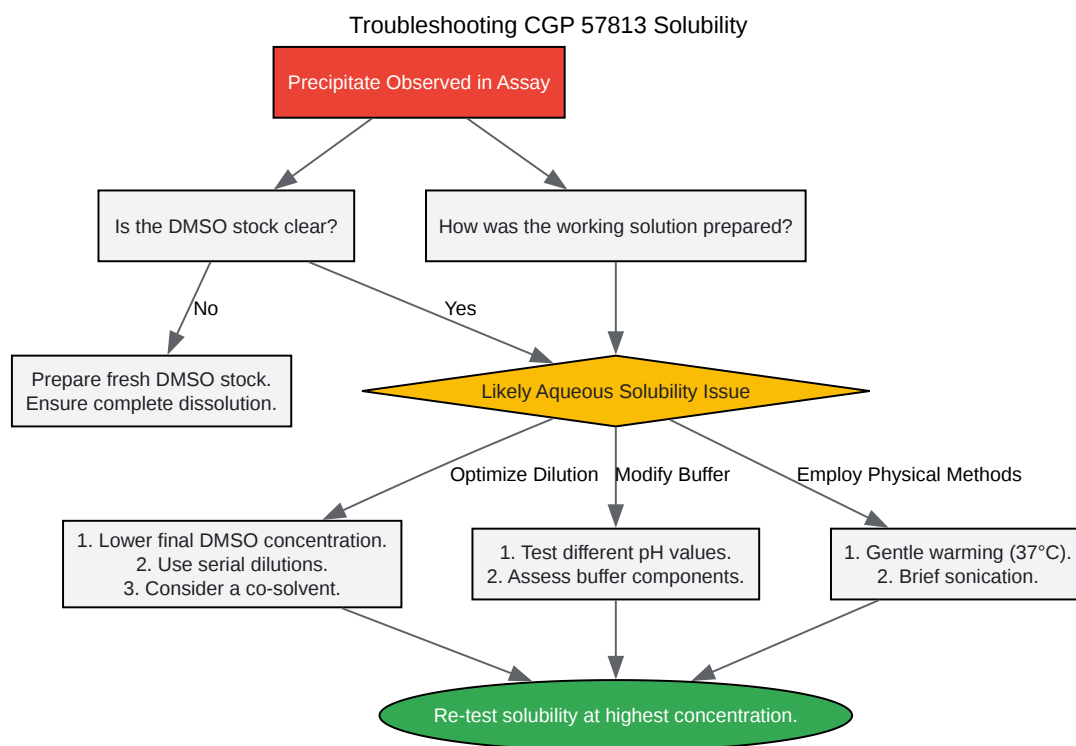 Troubleshooting CGP 57813 Solubility
Precipitate Observed in Assay
Is the DMSO stock clear?
How was the working solution prepared?
No
Yes
Prepare fresh DMSO stock.
Ensure complete dissolution.
Likely Aqueous Solubility Issue
Optimize Dilution
Modify Buffer
Employ Physical Methods
1. Lower final DMSO concentration.
2. Use serial dilutions.
3. Consider a co-solvent.
1. Test different pH values.
2. Assess buffer components.
1. Gentle warming (37°C).
2. Brief sonication.
Re-test solubility at highest concentration.